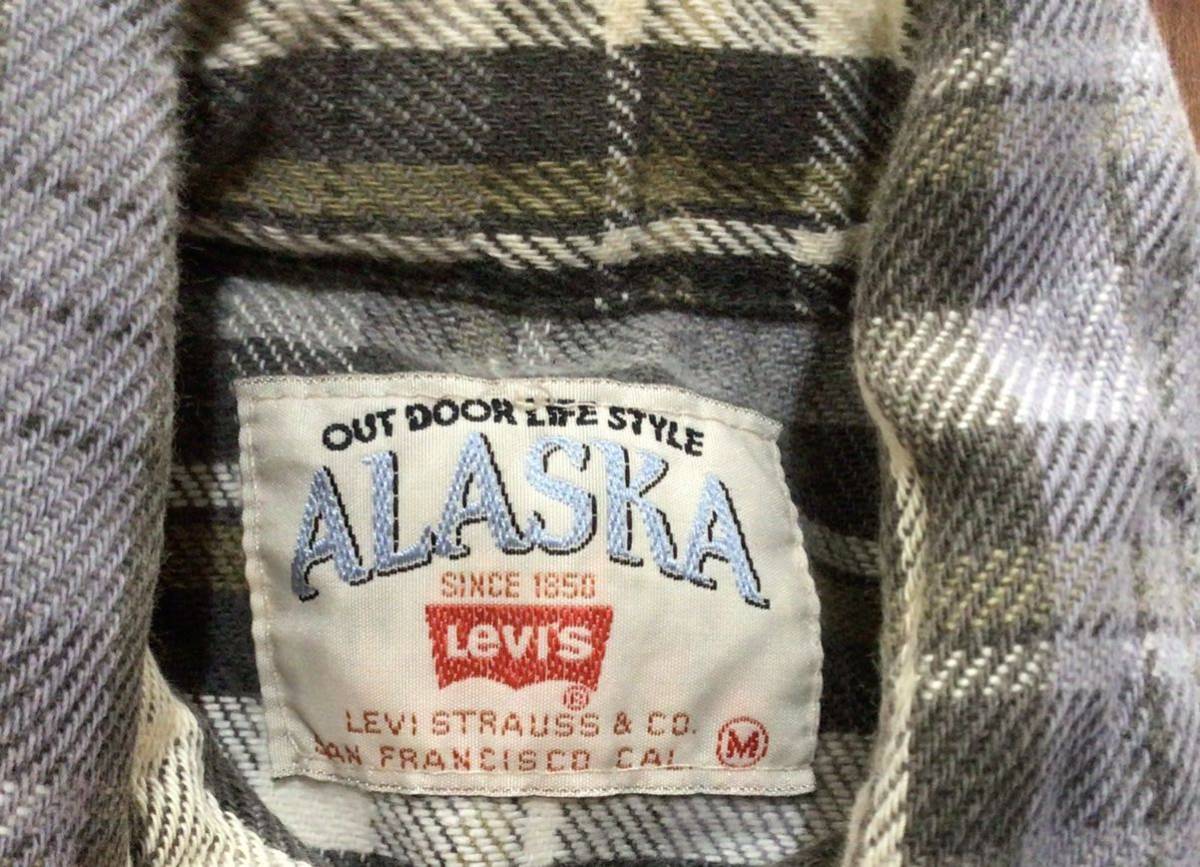 OUT DOOR LIFE STYLE
ALASKA
SINCE 1850
LeVI'S
®
LEVI STRAUSS & CO.
SAN FRANCISCO CAL.
M